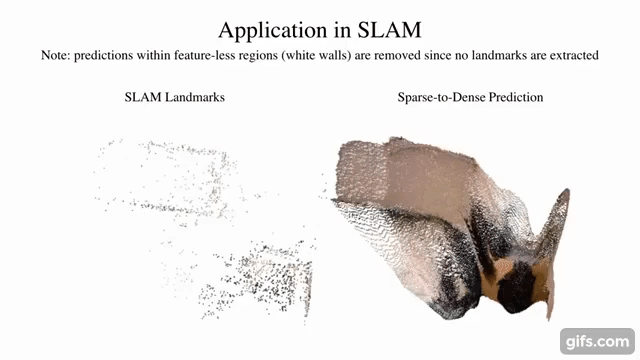 Application in SLAM
Note: predictions within feature-less regions (white walls) are removed since no landmarks are extracted
SLAM Landmarks
Sparse-to-Dense Prediction
gifs.com